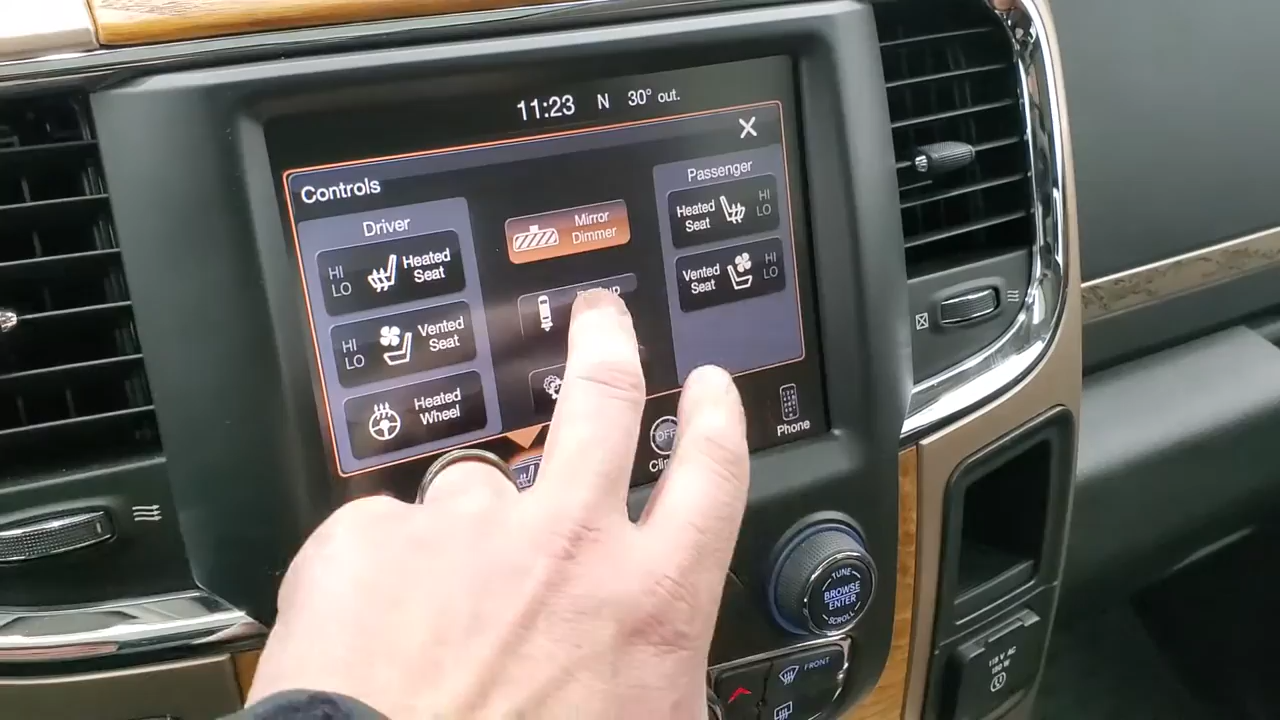 11:23 N 30° out.
Controls
Driver
HI
LO
Heated
Seat
HI
LO
Vented
Seat
Heated
Wheel
Mirror
Dimmer
Passenger
Heated
Seat
HI
LO
Vented
Seat
HI
LO
OFF
Phone
TUNE
BROWSE
ENTER
SCROLL
FRONT
115 V AC
150 W